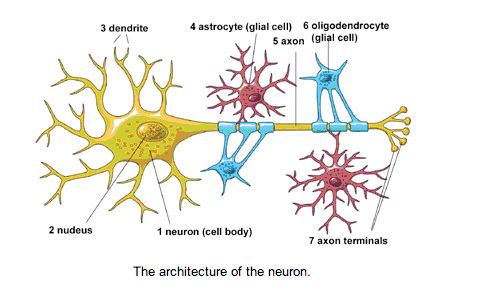 3 dendrite
4 astrocyte (glial cell)
6 oligodendrocyte
(glial cell)
5 axon
2 nudeus
1 neuron (cell body)
7 axon terminals
The architecture of the neuron.